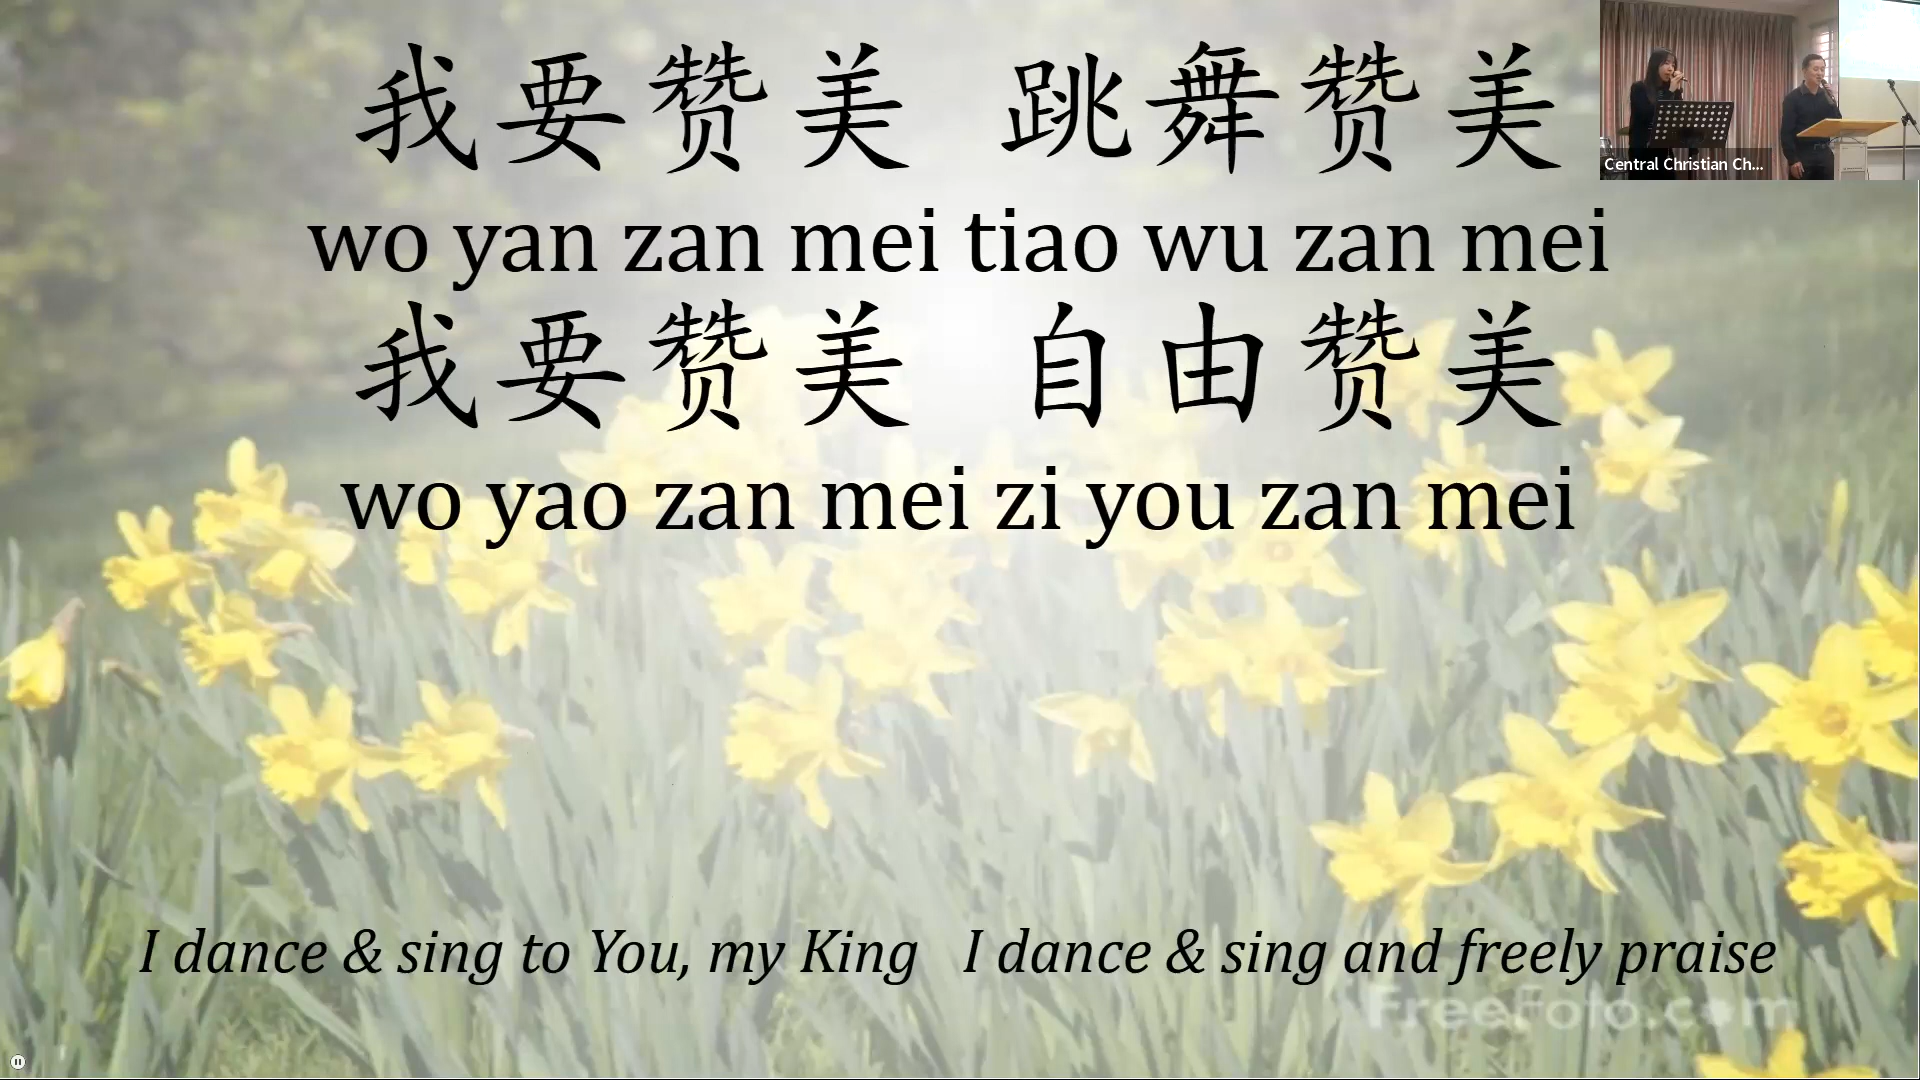 我要赞美 跳舞赞美
Central Christian Ch...
wo yan zan mei tiao wu zan mei
我要赞美 自由赞美
wo yao zan mei zi you zan mei
I dance & sing to You, my King I dance & sing and freely praise
FreeFoto.com